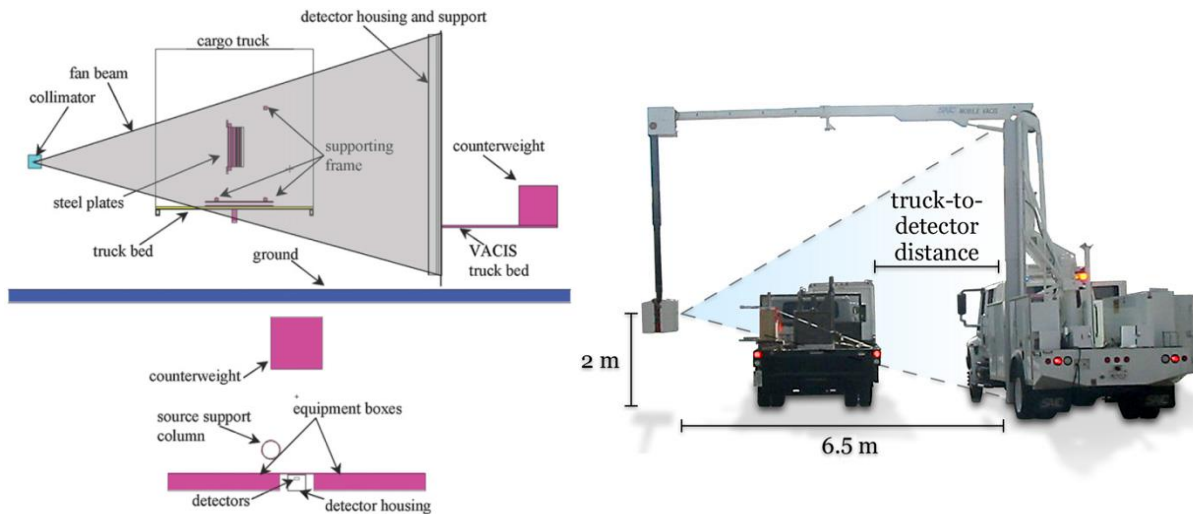 detector housing and support
cargo truck
fan beam
collimator
supporting
frame
counterweight
steel plates
truck bed
ground
VACIS
truck bed
counterweight
equipment boxes
source support
column
detectors
detector housing
SAIC MOBILE VACIS
truck-to-
detector
distance
2 m
6.5 m
SAIC